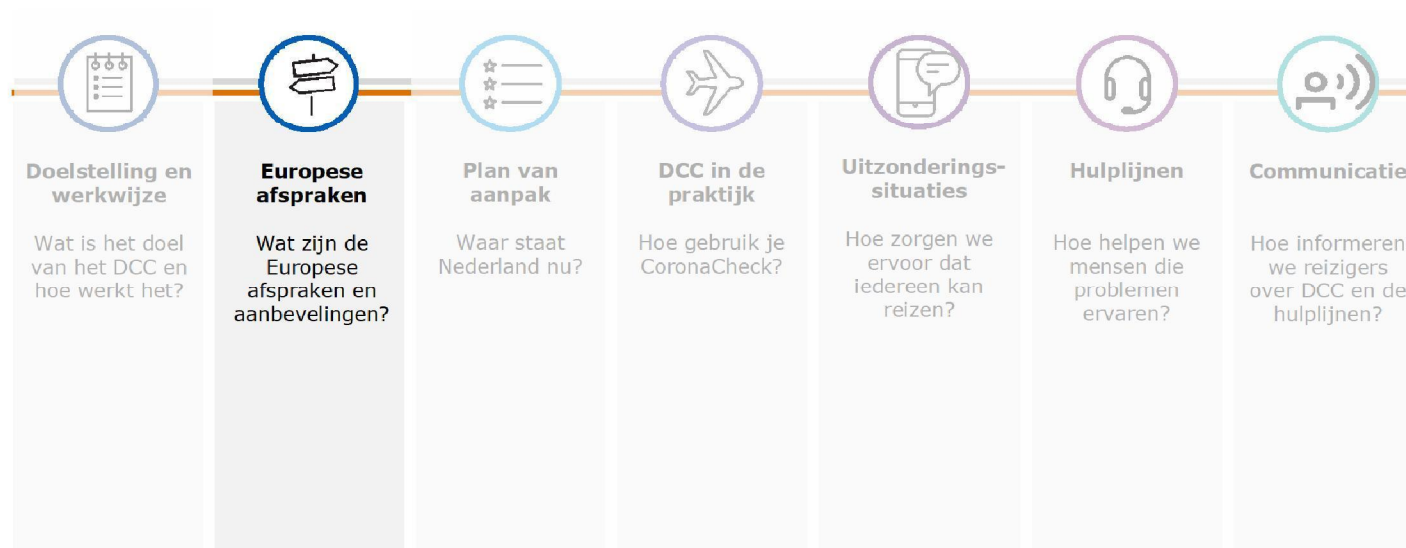 Doelstelling en
werkwijze
Wat is het doel
van het DCC en
hoe werkt het?
Europese
afspraken
Wat zijn de
Europese
afspraken en
aanbevelingen?
Plan van
aanpak
Waar staat
Nederland nu?
DCC in de
praktijk
Hoe gebruik je
CoronaCheck?
Uitzonderings-
situaties
Hoe zorgen we
ervoor dat
iedereen kan
reizen?
Hulplijnen
Hoe helpen we
mensen die
problemen
ervaren?
Communicatie
Hoe informeren
we reizigers
over DCC en de
hulplijnen?